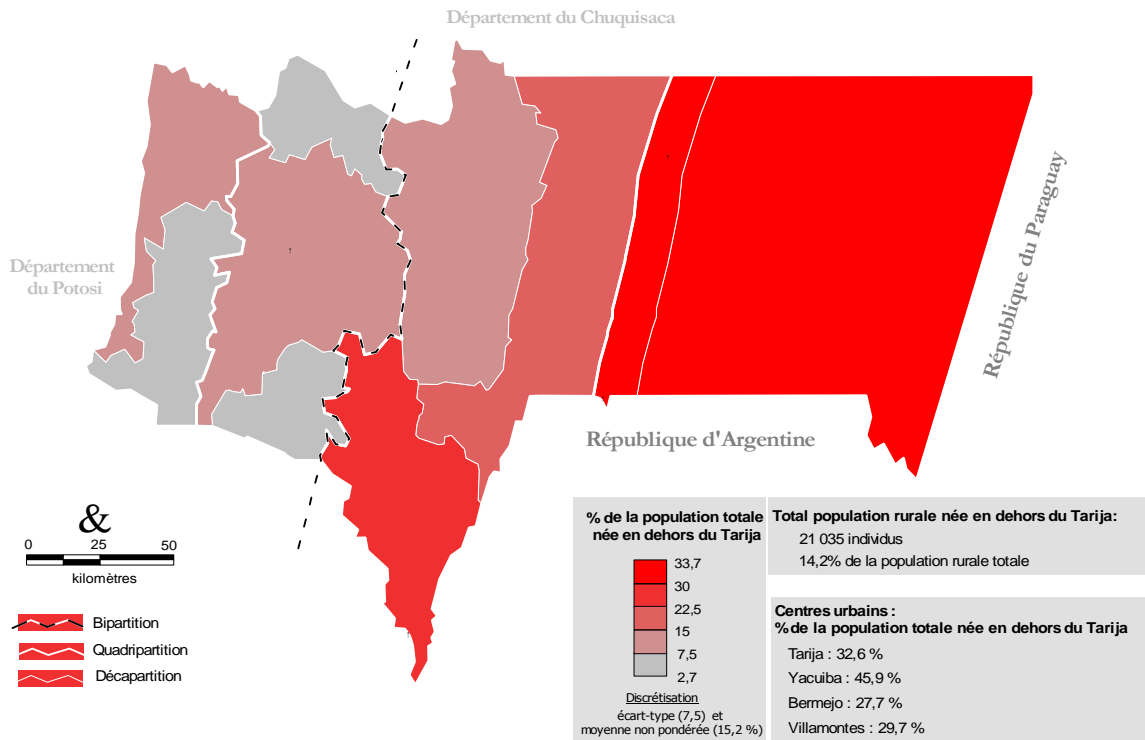 Département du Chuquisaca
Département
du Potosi
République du Paraguay
République d'Argentine
&
0 25 50
kilomètres
Bipartition
Quadripartition
Décapartition
% de la population totale
née en dehors du Tarija
33,7
30
22,5
15
7,5
2,7
Discrétisation
écart-type (7,5) et
moyenne non pondérée (15,2 %)
Total population rurale née en dehors du Tarija:
21 035 individus
14,2% de la population rurale totale
Centres urbains :
% de la population totale née en dehors du Tarija
Tarija : 32,6 %
Yacuiba : 45,9 %
Bermejo : 27,7 %
Villamontes : 29,7 %